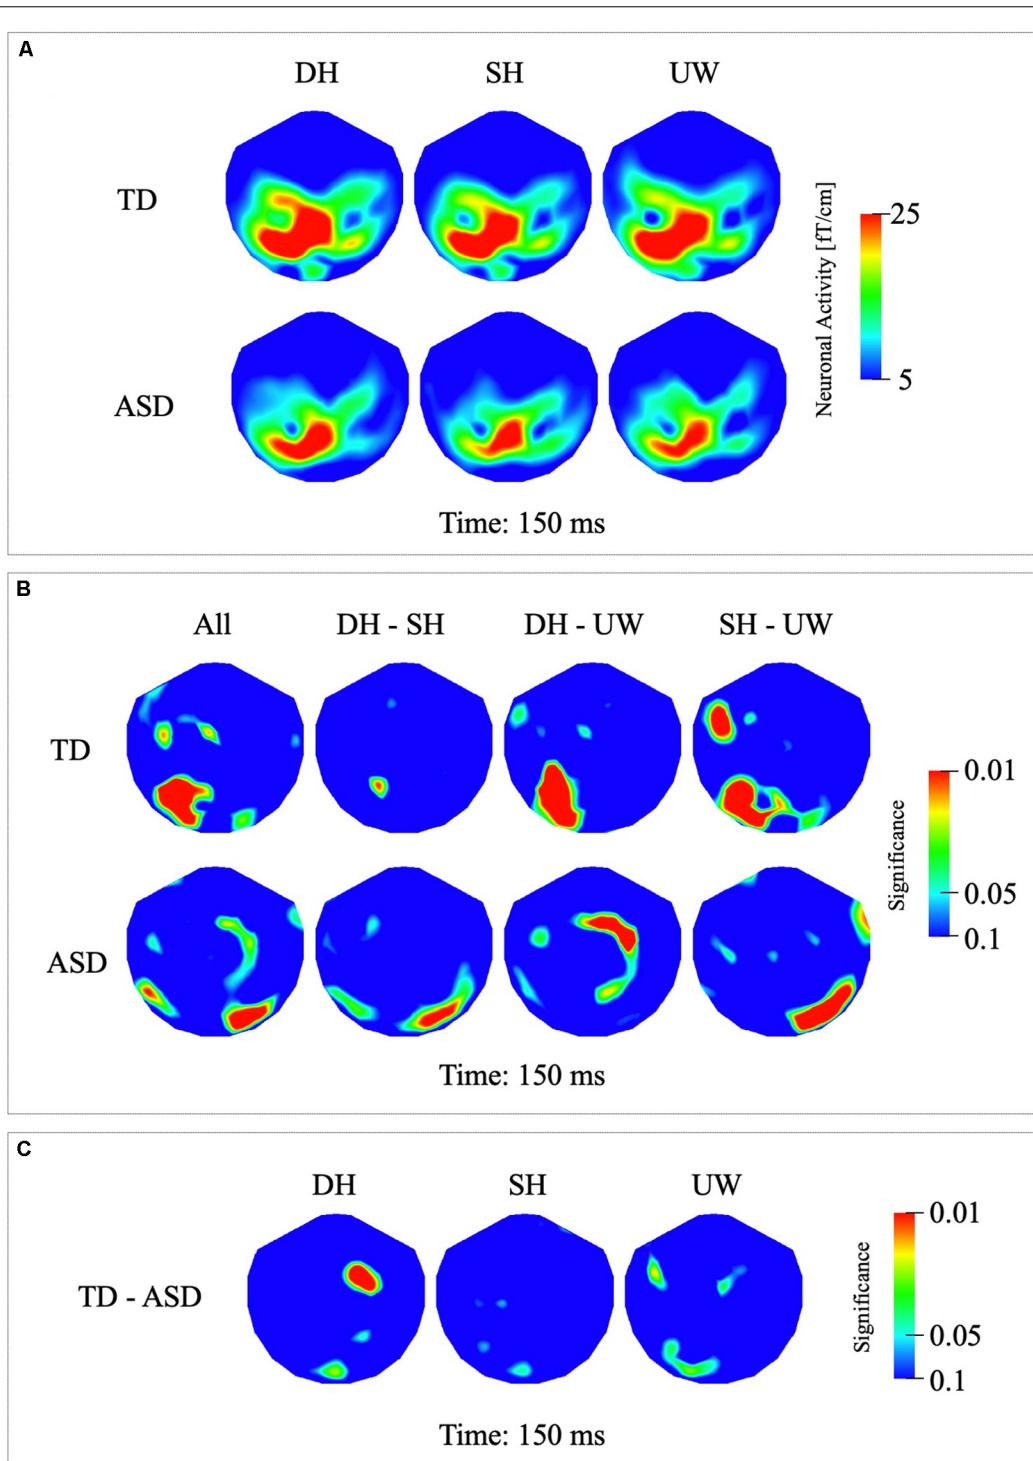 A
DH SH UW
TD
ASD
25
5
Neuronal Activity [fT/cm]
Time: 150 ms
B
All DH - SH DH - UW SH - UW
TD
ASD
0.01
0.05
0.1
Significance
Time: 150 ms
C
DH SH UW
TD - ASD
0.01
0.05
0.1
Significance
Time: 150 ms